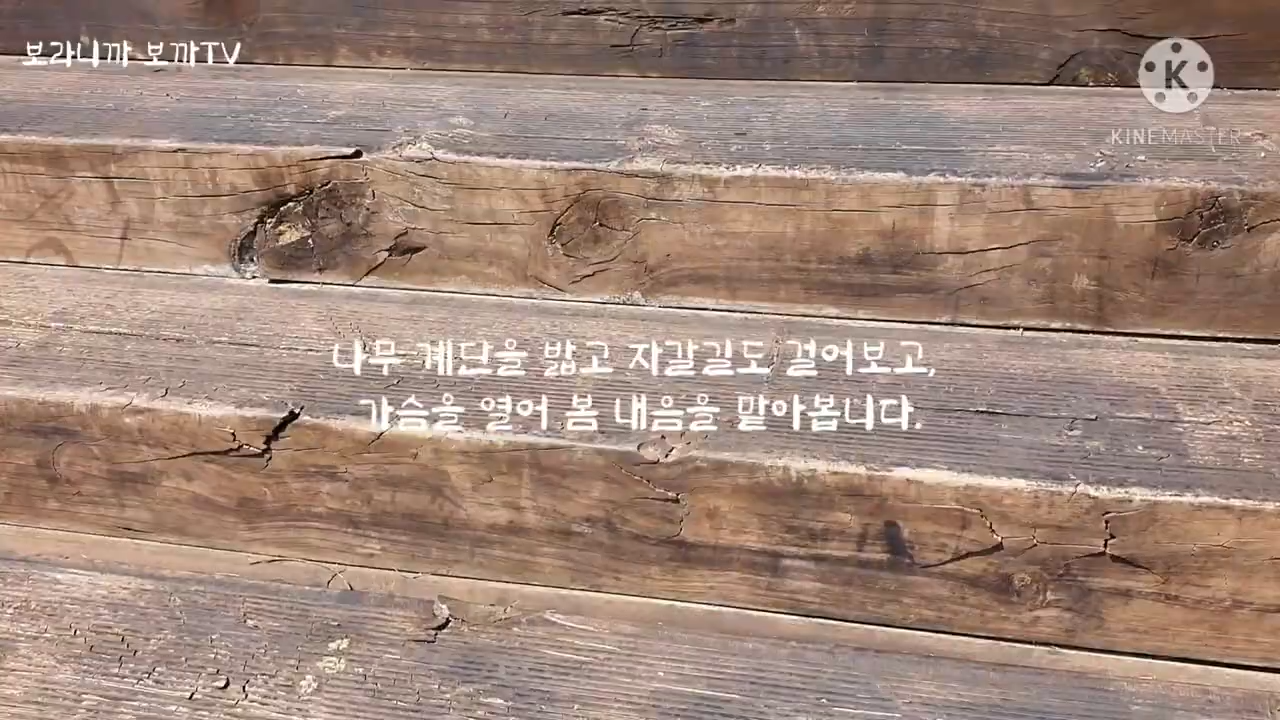 보라니까 보까TV
K
KINEMASTER
나무 계단을 밟고 자갈길도 걸어보고,
가슴을 열어 봄 내음을 맡아봅니다.